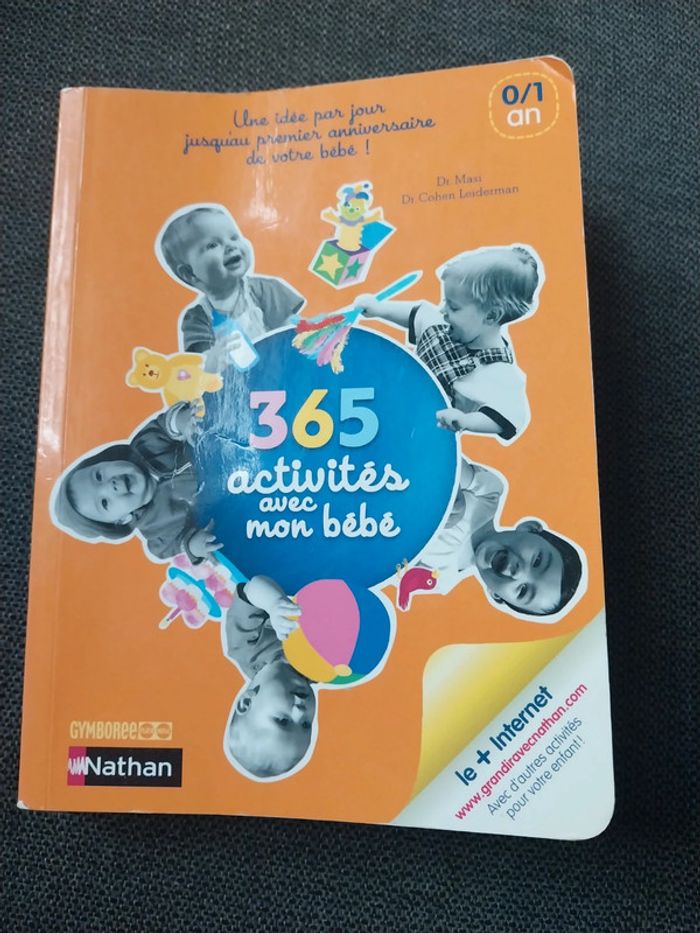 Une idée par jour
jusqu'au premier anniversaire
de votre bébé !
0/1
an
Dr. Masi
Dr. Cohen Leiderman
365
activités
avec
mon bébé
GYMBOREE
Nathan
le + Internet
www.grandiravecnathan.com
Avec d'autres activités
pour votre enfant !